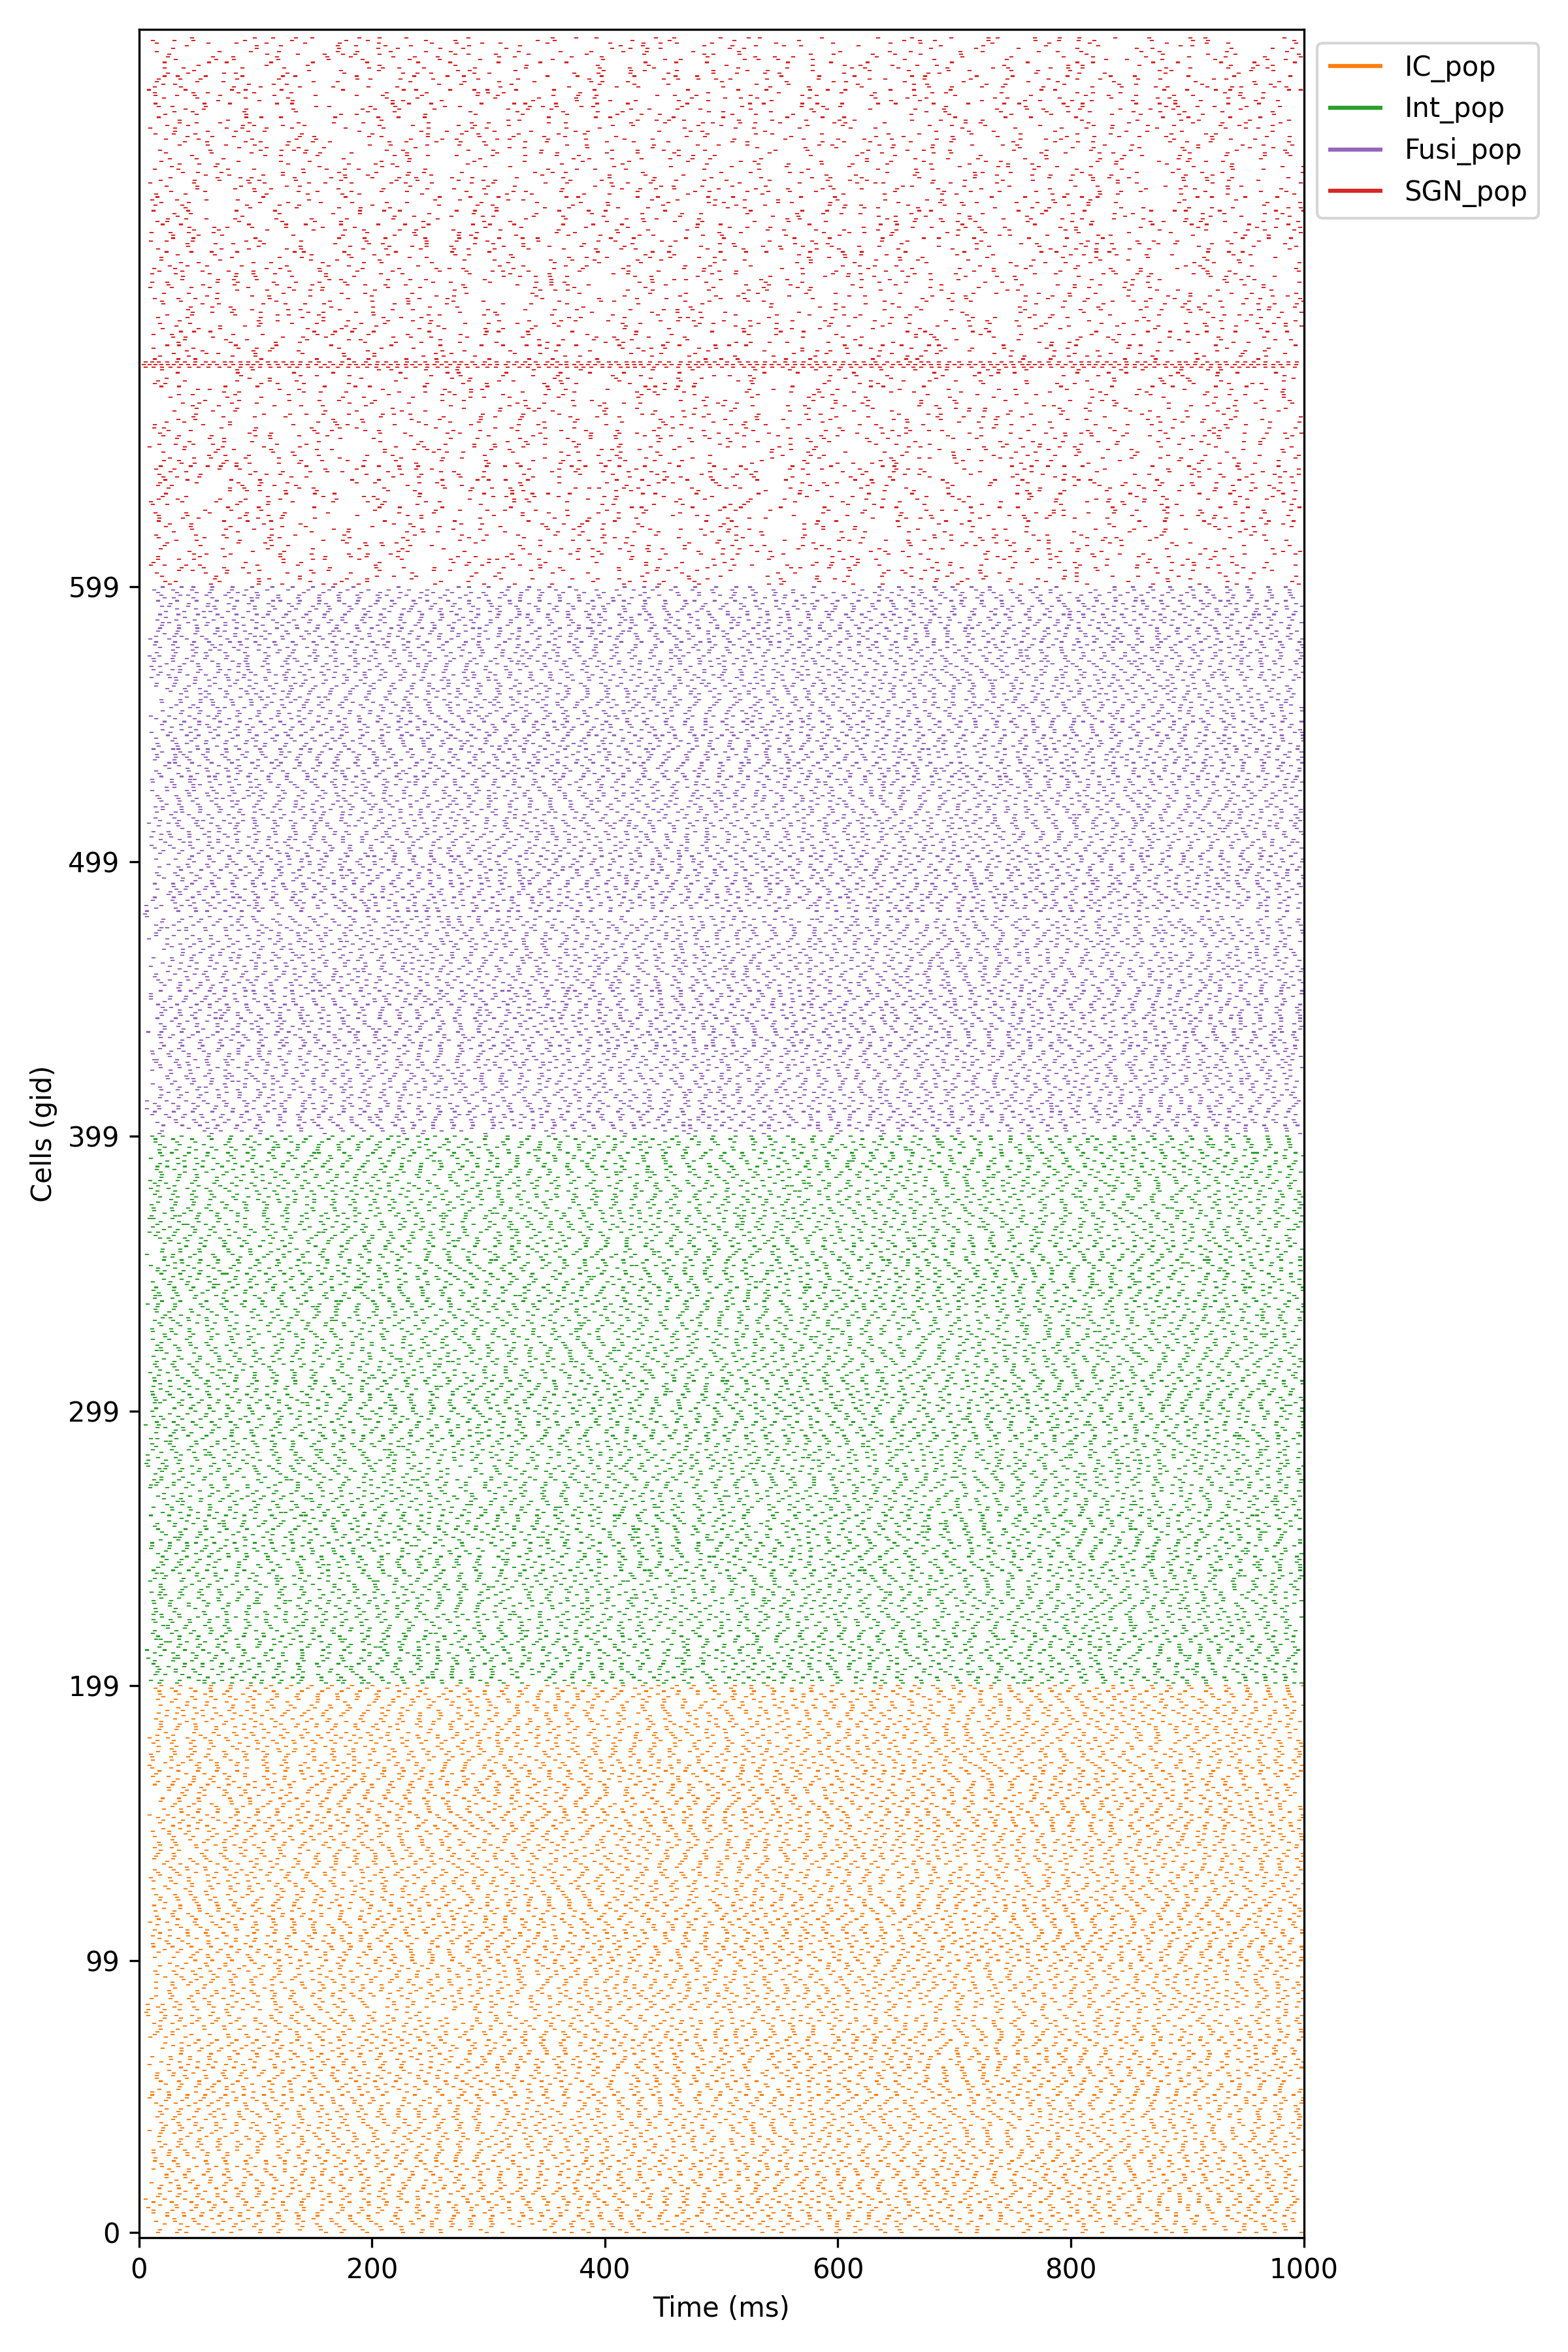 IC_pop
Int_pop
Fusi_pop
SGN_pop
599
499
399
299
199
99
0
Cells (gid)
0 200 400 600 800 1000
Time (ms)